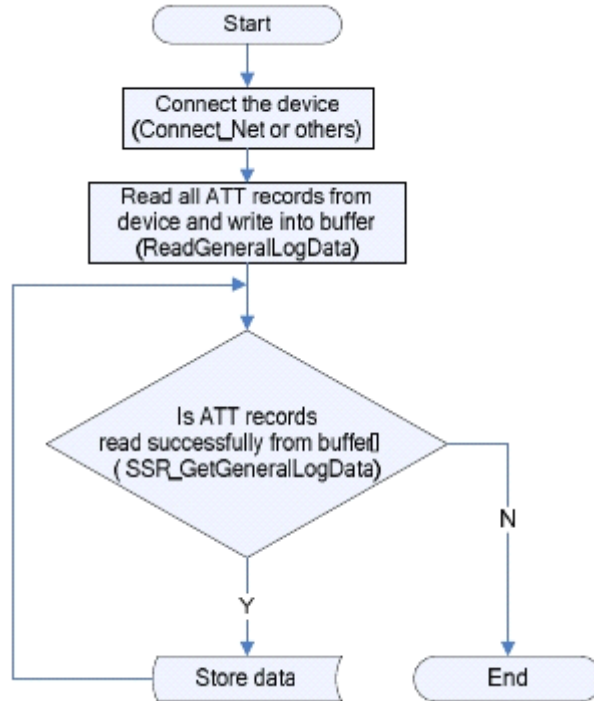 Start
Connect the device
(Connect_Net or others)
Read all ATT records from
device and write into buffer
(ReadGeneralLogData)
Is ATT records
read successfully from buffer[]
( SSR_GetGeneralLogData)
N
Y
Store data
End